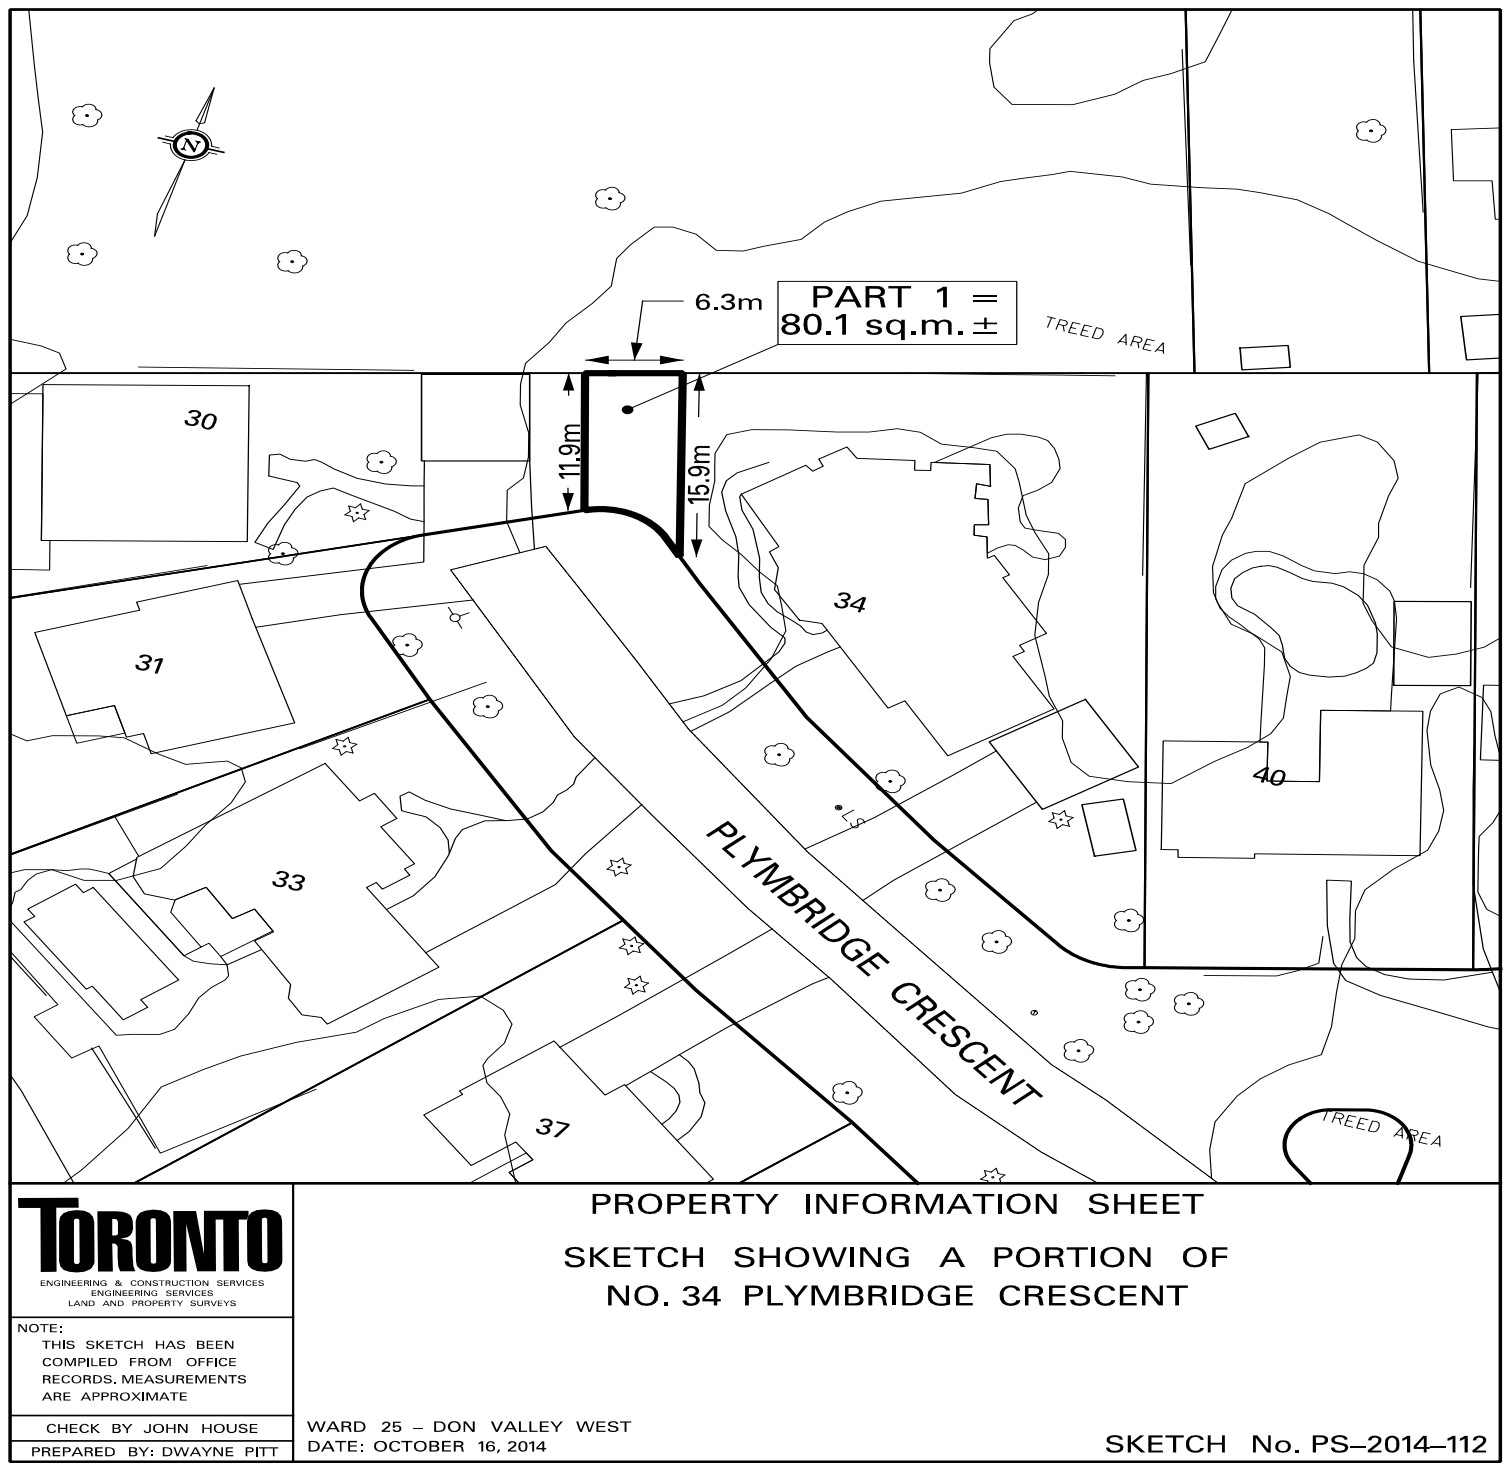 N
6.3m
PART 1 =
80.1 sq.m. ±
TREED AREA
30
11.9m
15.9m
34
31
40
LS
33
PLYMBRIDGE CRESCENT
37
TREED AREA
TORONTO
ENGINEERING & CONSTRUCTION SERVICES
ENGINEERING SERVICES
LAND AND PROPERTY SURVEYS
NOTE:
THIS SKETCH HAS BEEN
COMPILED FROM OFFICE
RECORDS. MEASUREMENTS
ARE APPROXIMATE
CHECK BY JOHN HOUSE
PREPARED BY: DWAYNE PITT
PROPERTY INFORMATION SHEET
SKETCH SHOWING A PORTION OF
NO. 34 PLYMBRIDGE CRESCENT
WARD 25 – DON VALLEY WEST
DATE: OCTOBER 16, 2014
SKETCH No. PS–2014–112